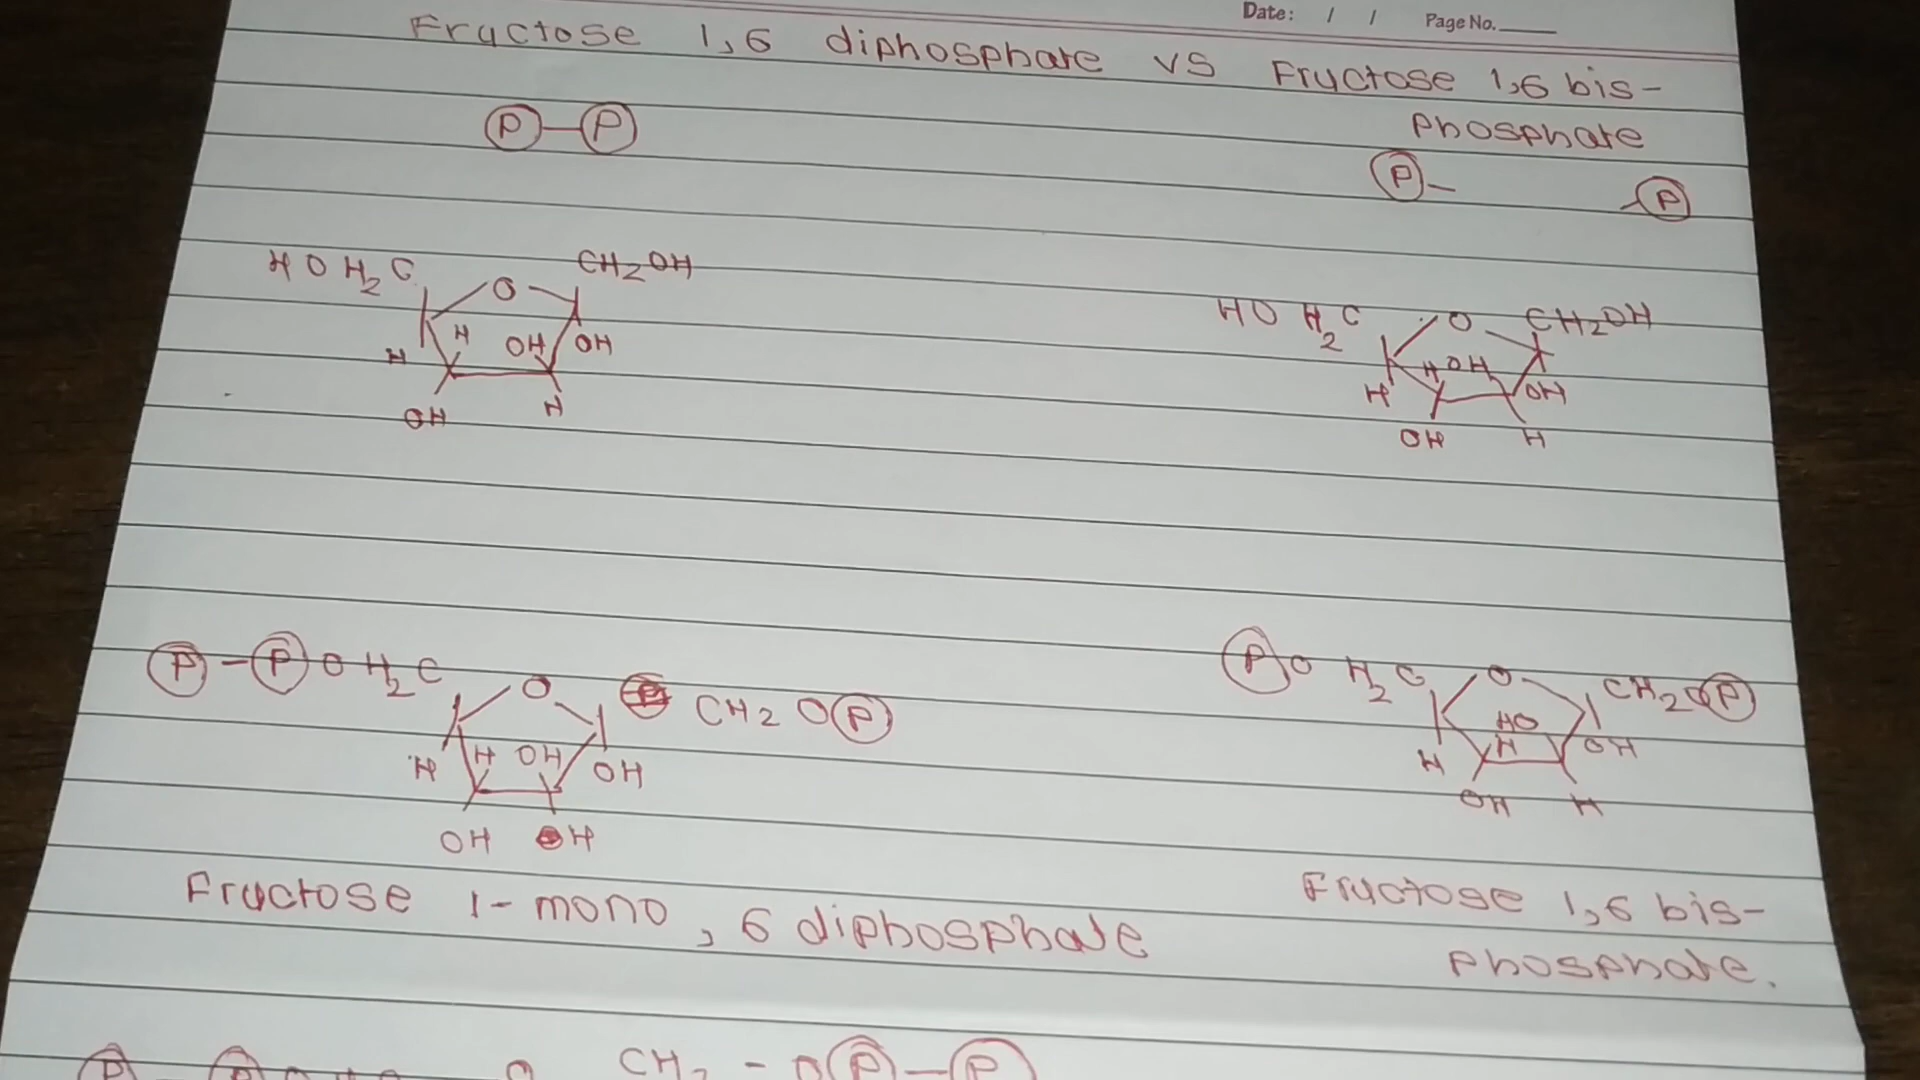 Date: / / Page No.
Fructose 1,6 diphosphate vs Fructose 1,6 bis-
phosphate
P-P
P- -P
HOH2C O CH2OH
H H OH OH
OH H
HO H2C O CH2OH
H H OH OH
OH H
P-P OH2C O CH2 O P
H H OH OH
OH H
P O H2C O CH2O P
HO
H H OH
OH H
Fructose 1-mono, 6 diphosphate
Fructose 1,6 bis-
phosphate.
CH2 - O P-P